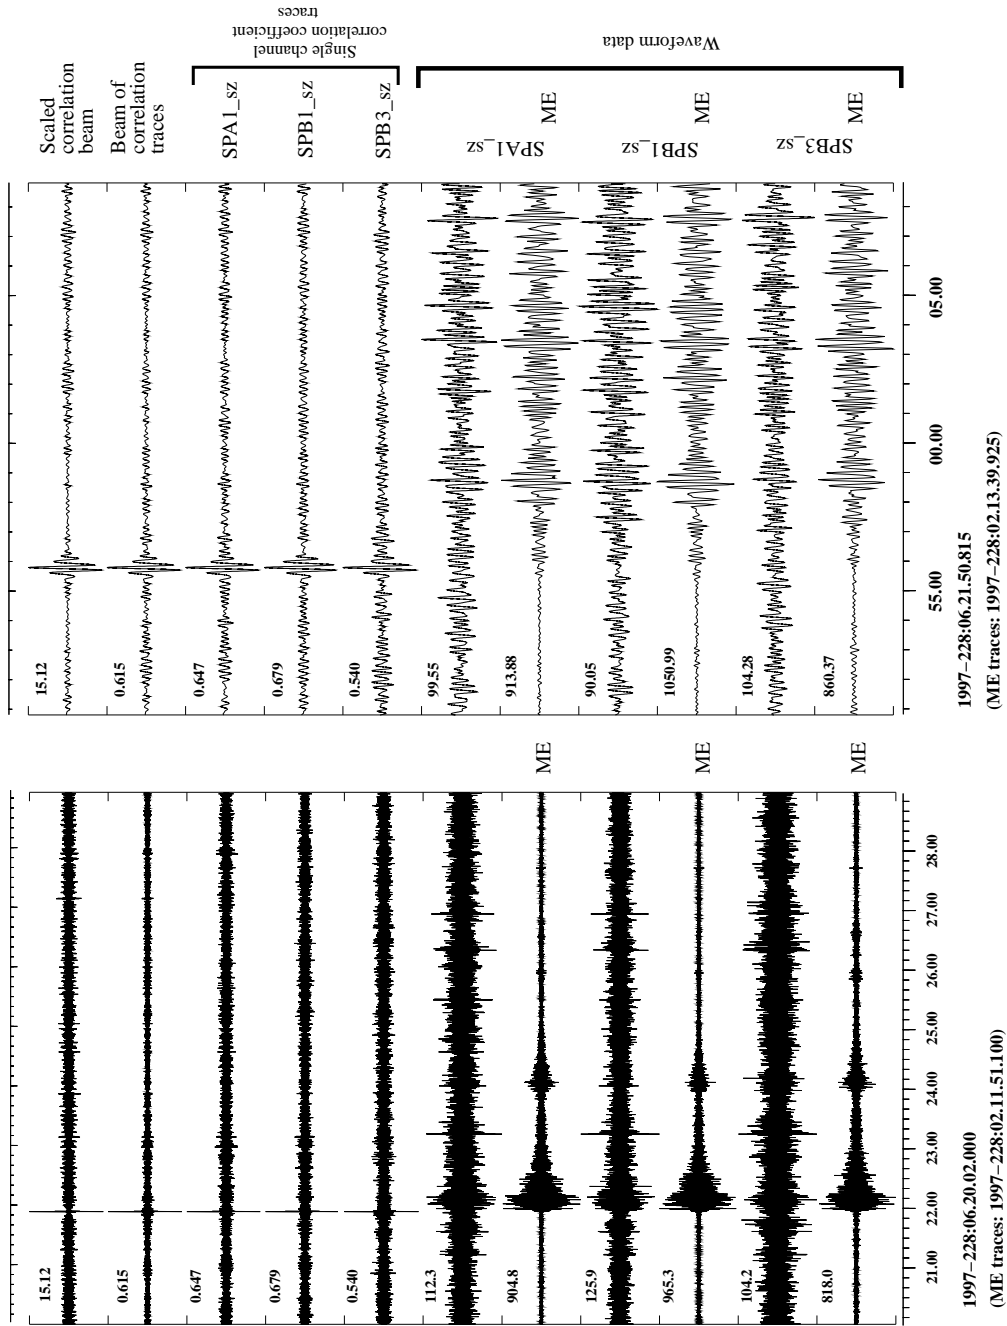 15.12
0.615
0.647
0.679
0.540
112.3
904.8
125.9
965.3
104.2
818.0
ME
ME
ME
21.00
22.00
23.00
24.00
25.00
26.00
27.00
28.00
1997−228:06.20.02.000
(ME traces: 1997−228:02.11.51.100)
15.12
0.615
0.647
0.679
0.540
99.55
913.88
90.05
1050.99
104.28
860.37
Scaled
correlation
beam
Beam of
correlation
traces
SPA1_sz
SPB1_sz
SPB3_sz
Single channel
correlation coefficient
traces
SPA1_sz
ME
SPB1_sz
ME
SPB3_sz
ME
Waveform data
55.00
00.00
05.00
1997−228:06.21.50.815
(ME traces: 1997−228:02.13.39.925)